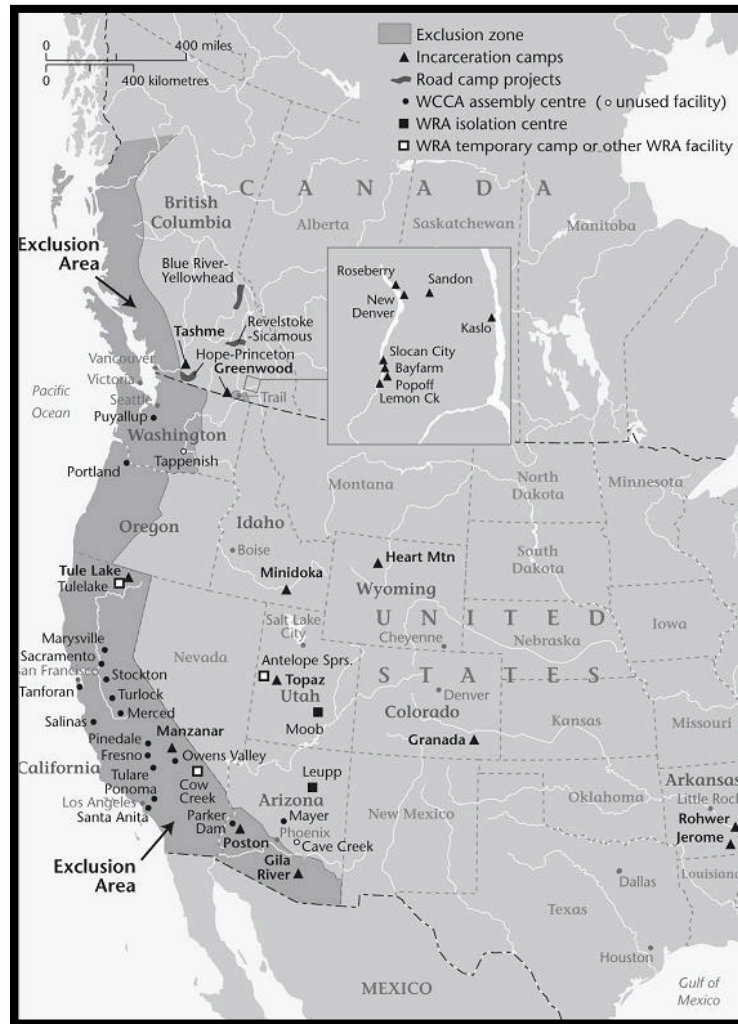 0 400 miles
0 400 kilometres
Exclusion zone
Incarceration camps
Road camp projects
WCCA assembly centre ( unused facility)
WRA isolation centre
WRA temporary camp or other WRA facility
CANADA
British
Columbia
Alberta
Saskatchewan
Manitoba
Exclusion
Area
Blue River-
Yellowhead
Roseberry
Sandon
New
Denver
Kaslo
Slocan City
Bayfarm
Popoff
Lemon Ck
Tashme
Revelstoke
-Sicamous
Hope-Princeton
Greenwood
Vancouver
Victoria
Trail
Pacific
Ocean
Seattle
Puyallup
Washington
Tappenish
Portland
Montana
North
Dakota
Minnesota
Oregon
Idaho
Boise
South
Dakota
Tule Lake
Tulelake
Minidoka
Heart Mtn
Wyoming
UNITED
STATES
Salt Lake
City
Cheyenne
Nebraska
Iowa
Marysville
Sacramento
San Francisco
Stockton
Tanforan
Turlock
Nevada
Antelope Sprs.
Topaz
Utah
Denver
Colorado
Salinas
Merced
Moob
Kansas
Missouri
Pinedale
Manzanar
Granada
Fresno
Owens Valley
California
Tulare
Cow
Creek
Leupp
Arkansas
Ponoma
Los Angeles
Santa Anita
Arizona
Oklahoma
Little Rock
Parker
Dam
Mayer
New Mexico
Rohwer
Phoenix
Poston
Cave Creek
Jerome
Exclusion
Area
Gila
River
Dallas
Louisiana
Texas
Houston
MEXICO
Gulf of
Mexico